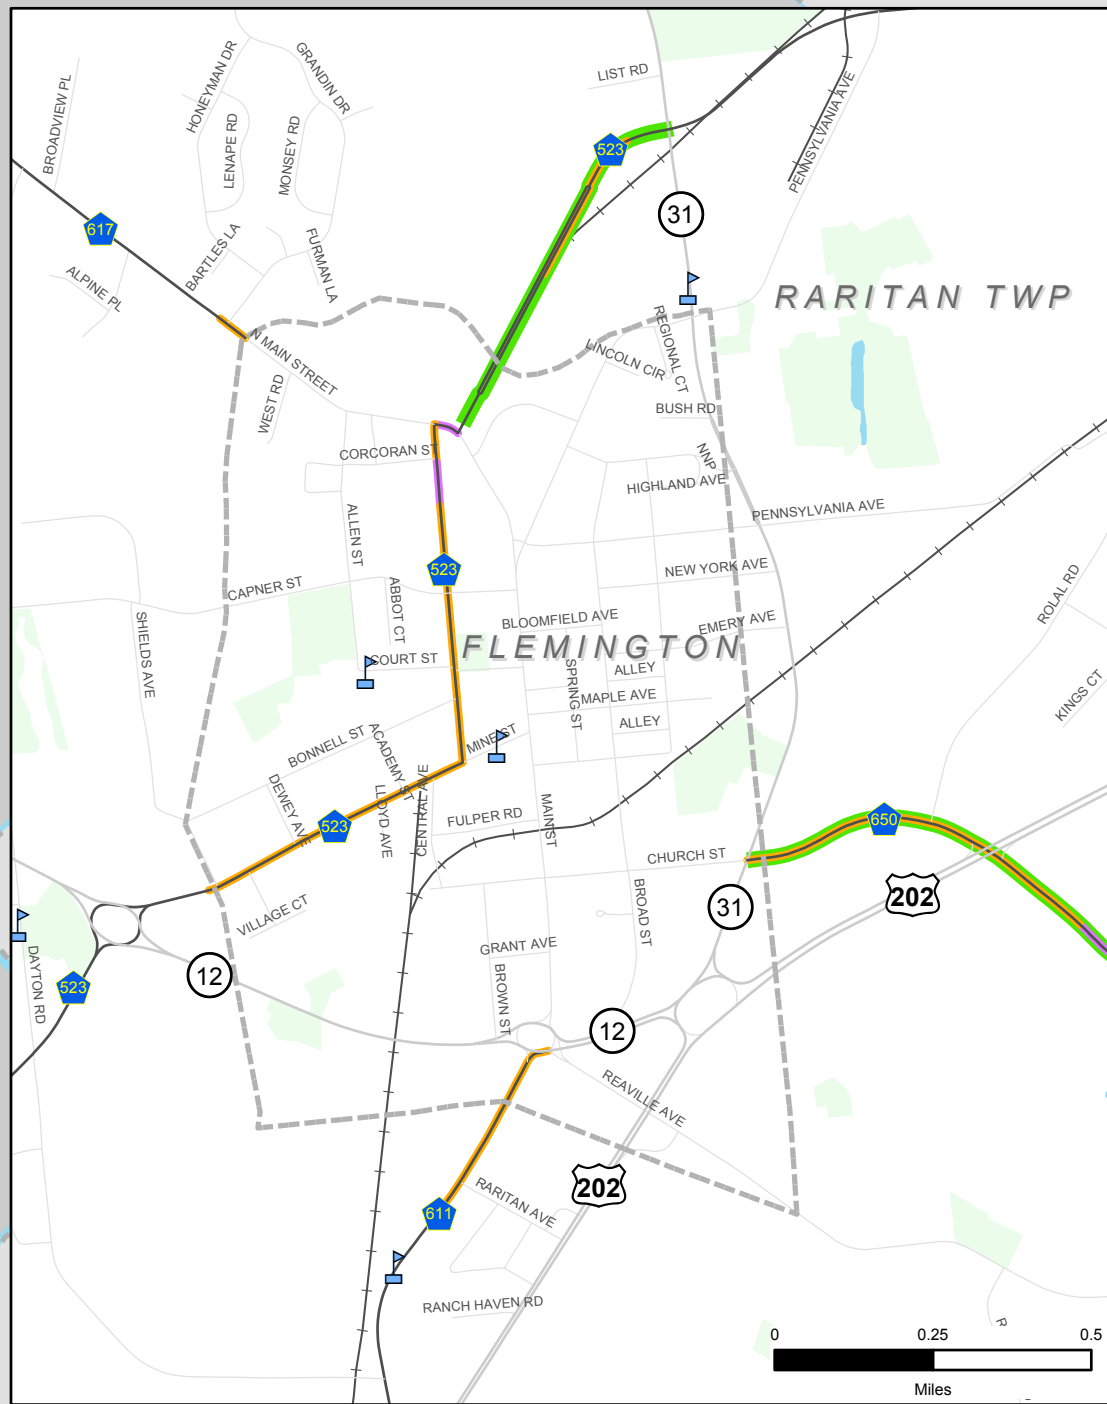 LIST RD
HONEYMAN DR
GRANDIN DR
BROADVIEW PL
LENAPE RD
MONSEY RD
PENNSYLVANIA AVE
523
31
617
BARTLES LA
FURMAN LA
ALPINE PL
RARITAN TWP
REGIONAL CT
LINCOLN CIR
N MAIN STREET
WEST RD
BUSH RD
CORCORAN ST
NNP
HIGHLAND AVE
PENNSYLVANIA AVE
ALLEN ST
523
NEW YORK AVE
CAPNER ST
ABBOT CT
ROLAL RD
SHIELDS AVE
BLOOMFIELD AVE
EMERY AVE
FLEMINGTON
COURT ST
SPRING ST
ALLEY
MAPLE AVE
ALLEY
KINGS CT
BONNELL ST
ACADEMY ST
MINE ST
DEWEY AVE
LLOYD AVE
CENTRAL AVE
523
FULPER RD
MAIN ST
650
CHURCH ST
202
VILLAGE CT
BROAD ST
31
GRANT AVE
DAYTON RD
523
12
BROWN ST
12
REAVILLE AVE
202
RARITAN AVE
611
RANCH HAVEN RD
R
0 0.25 0.5
Miles